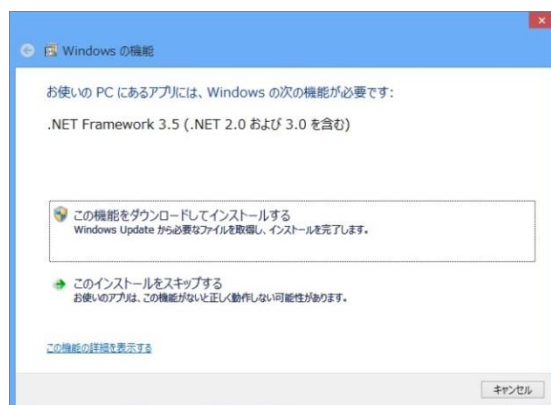 Windows の機能
お使いの PC にあるアプリには、Windows の次の機能が必要です:
.NET Framework 3.5 (.NET 2.0 および 3.0 を含む)
この機能をダウンロードしてインストールする
Windows Update から必要なファイルを取得し、インストールを完了します。
このインストールをスキップする
お使いのアプリは、この機能がないと正しく動作しない可能性があります。
この機能の詳細を表示する
キャンセル